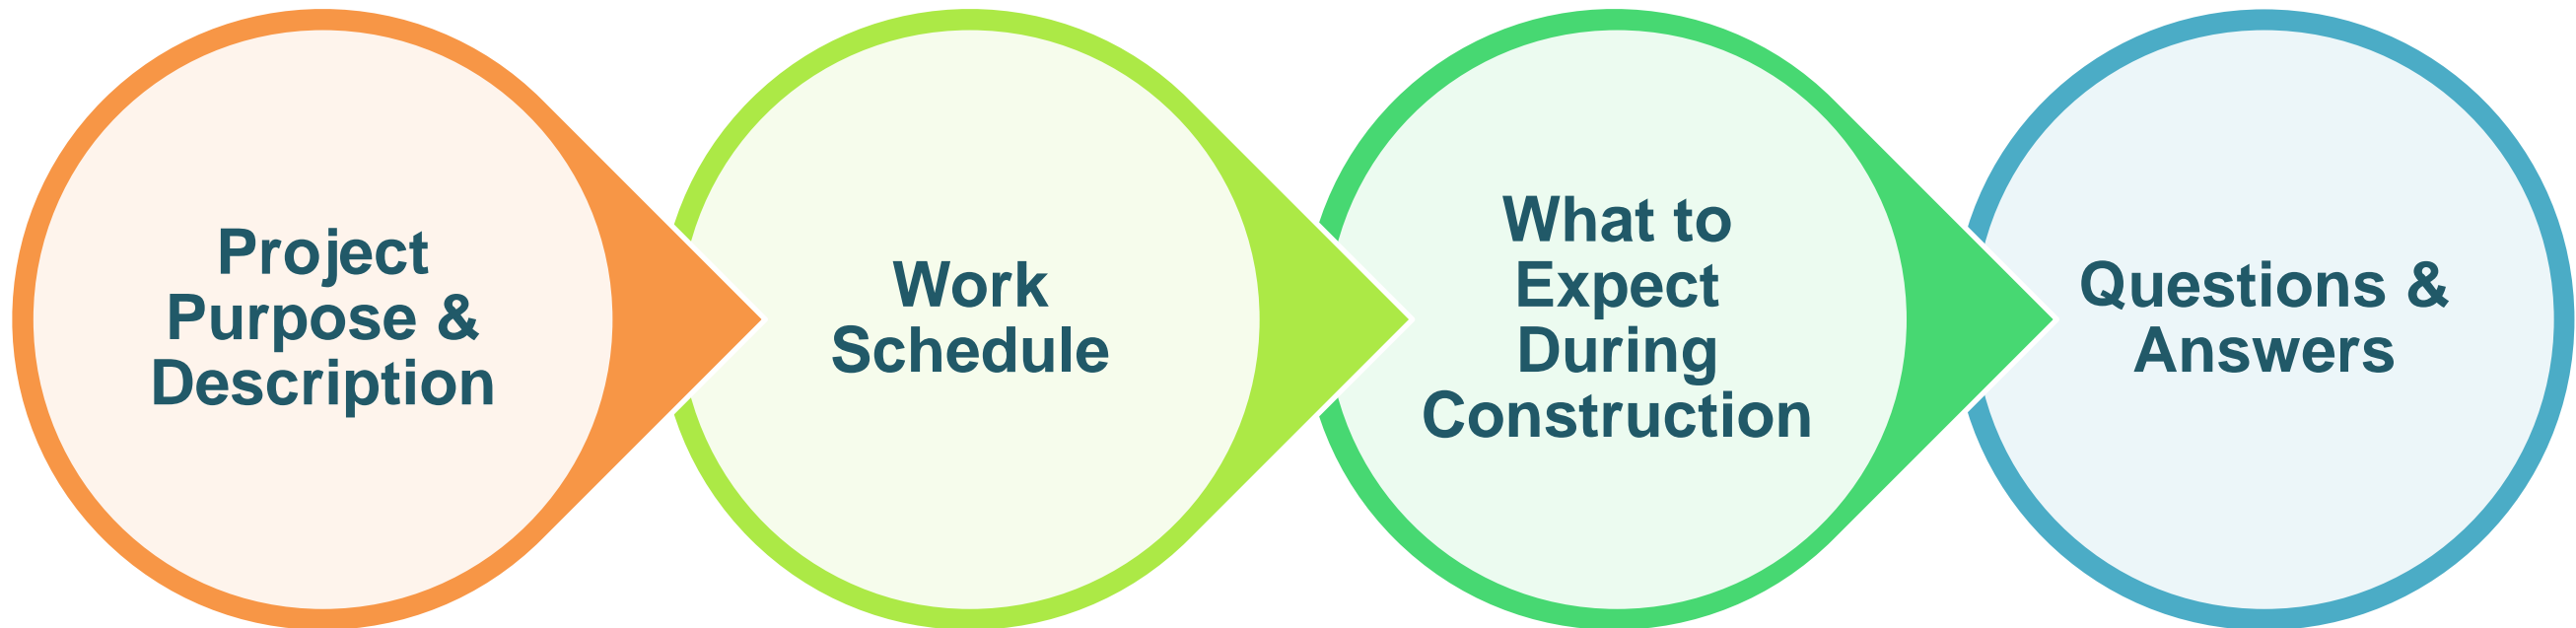 Project
Purpose &
Description
Work
Schedule
What to
Expect
During
Construction
Questions &
Answers